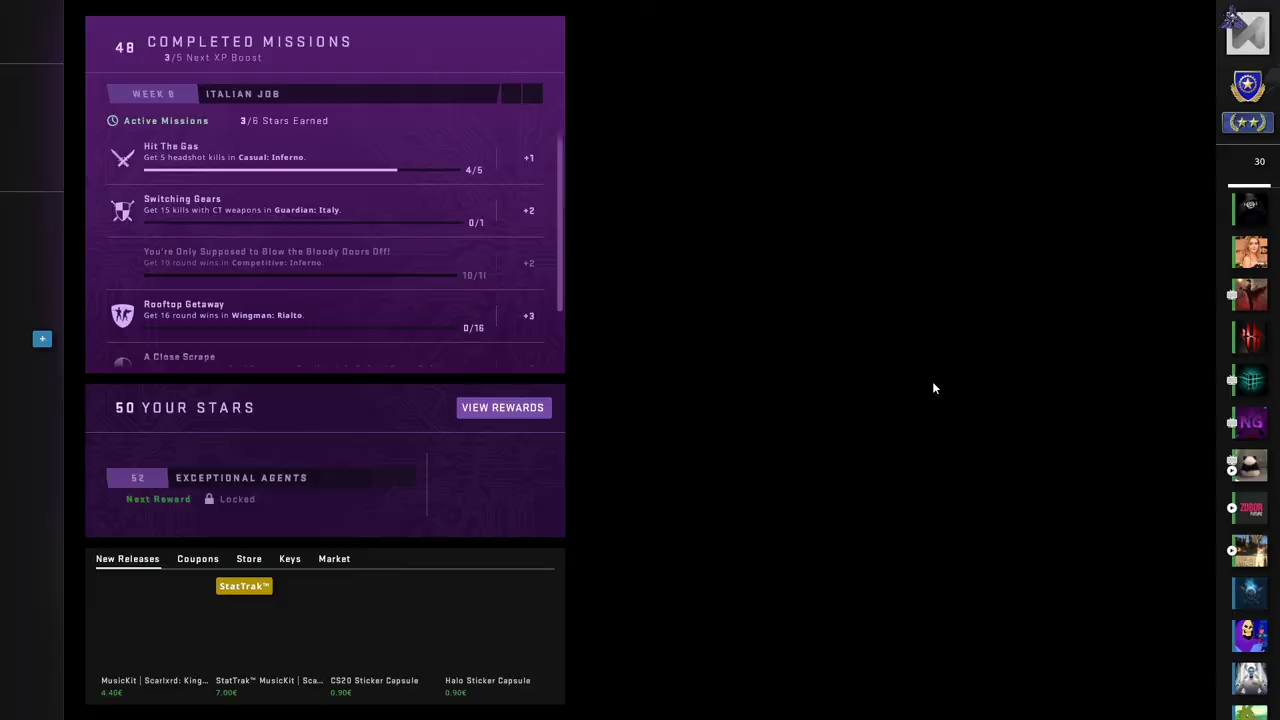 48 COMPLETED MISSIONS
3/5 Next XP Boost
WEEK 8 ITALIAN JOB
Active Missions 3/6 Stars Earned
Hit The Gas
Get 5 headshot kills in Casual: Inferno.
4/5 +1
Switching Gears
Get 15 kills with CT weapons in Guardian: Italy.
0/1 +2
You're Only Supposed to Blow the Bloody Doors Off!
Get 10 round wins in Competitive: Inferno.
10/10 +2
Rooftop Getaway
Get 16 round wins in Wingman: Rialto.
0/16 +3
A Close Scrape
50 YOUR STARS VIEW REWARDS
52 EXCEPTIONAL AGENTS
Next Reward Locked
New Releases Coupons Store Keys Market
StatTrak™
MusicKit | Scarlxrd: King... StatTrak™ MusicKit | Sca... CS20 Sticker Capsule Halo Sticker Capsule
4.40€ 7.00€ 0.90€ 0.90€
30
NG
ZOBOR
FUTURE